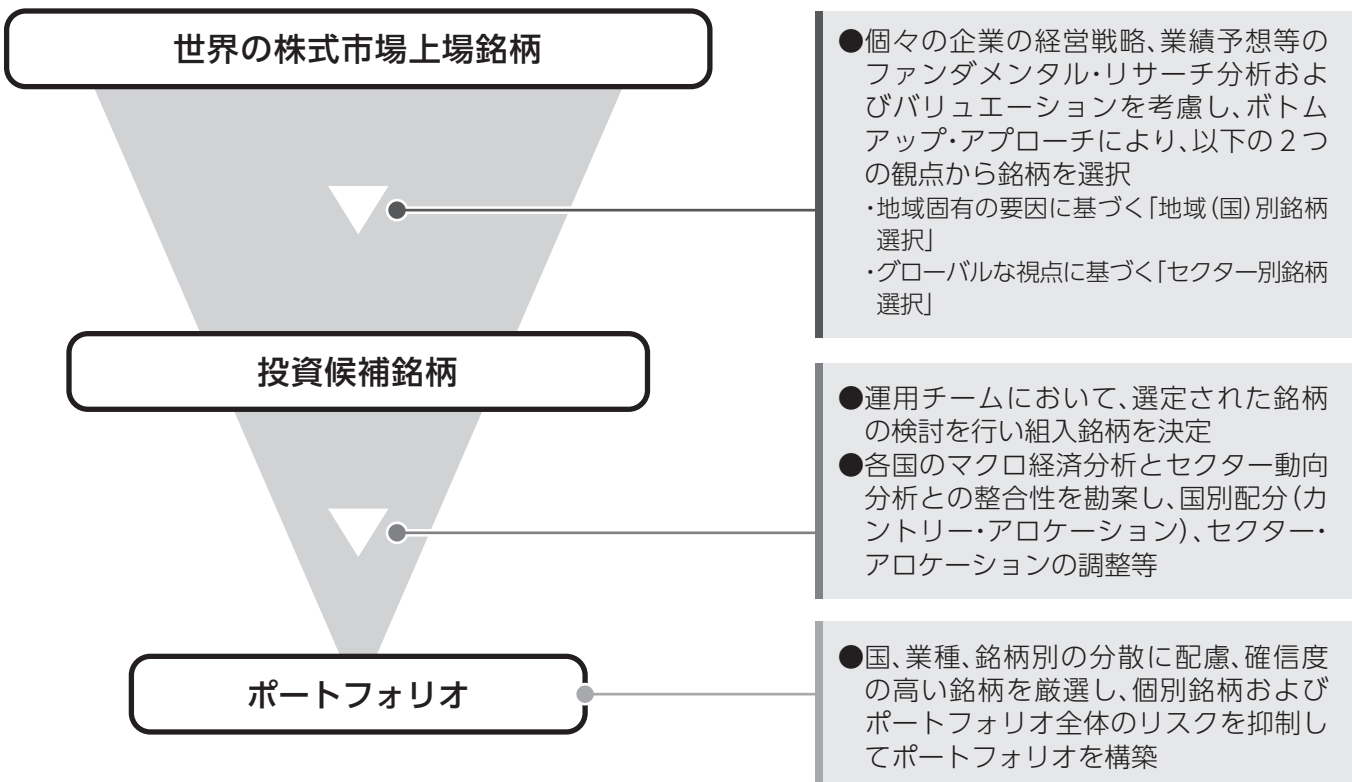 世界の株式市場上場銘柄
●個々の企業の経営戦略、業績予想等の
ファンダメンタル・リサーチ分析およ
びバリュエーションを考慮し、ボトム
アップ・アプローチにより、以下の２つ
の観点から銘柄を選択
・地域固有の要因に基づく「地域（国）別銘柄
選択」
・グローバルな視点に基づく「セクター別銘柄
選択」
投資候補銘柄
●運用チームにおいて、選定された銘柄
の検討を行い組入銘柄を決定
●各国のマクロ経済分析とセクター動向
分析との整合性を勘案し、国別配分（カ
ントリー・アロケーション）、セクター・
アロケーションの調整等
ポートフォリオ
●国、業種、銘柄別の分散に配慮、確信度
の高い銘柄を厳選し、個別銘柄および
ポートフォリオ全体のリスクを抑制し
てポートフォリオを構築